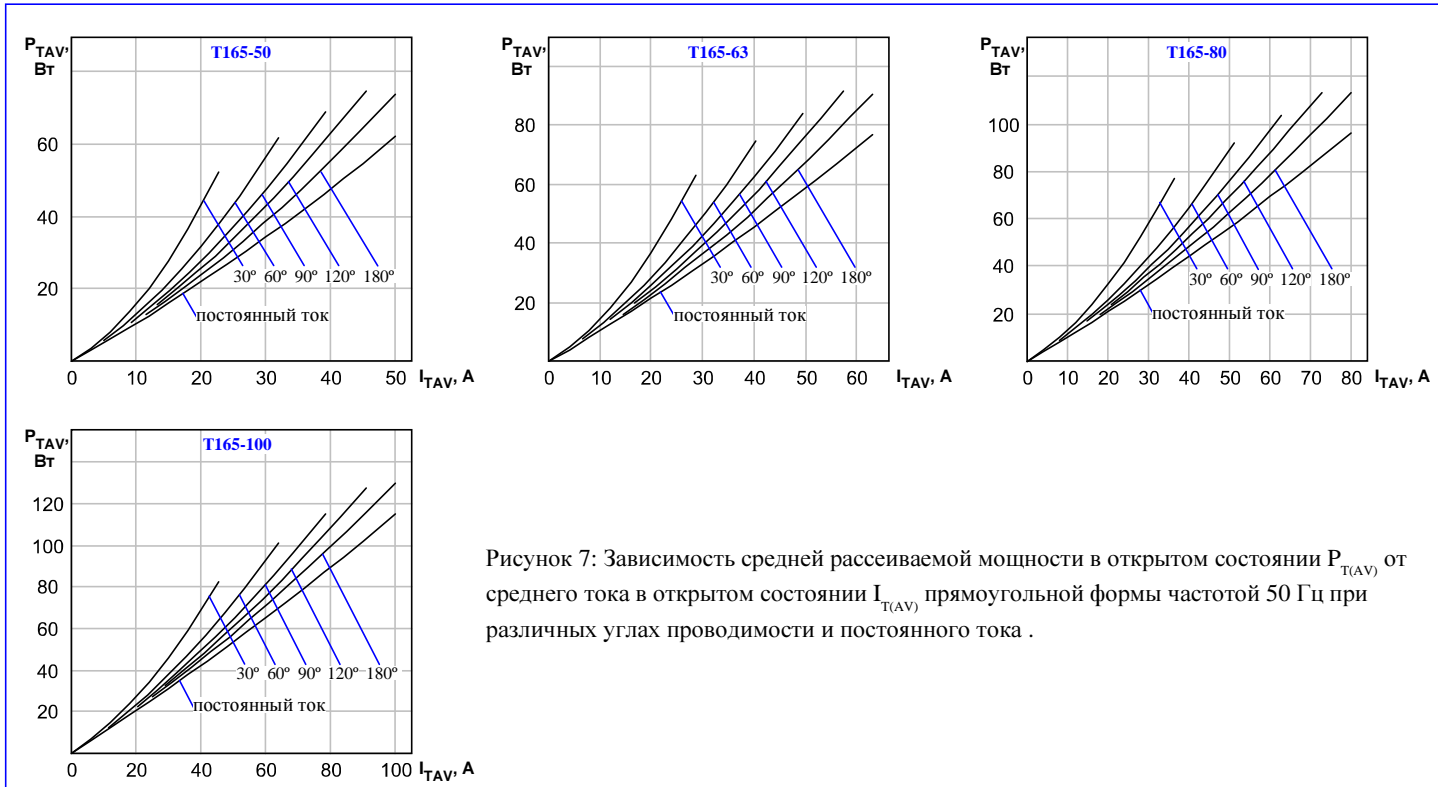 P_TAV, Вт
T165-50
60
40
20
30º 60º 90º 120º 180º
постоянный ток
0 10 20 30 40 50 I_TAV, А
P_TAV, Вт
T165-63
80
60
40
20
30º 60º 90º 120º 180º
постоянный ток
0 10 20 30 40 50 60 I_TAV, А
P_TAV, Вт
T165-80
100
80
60
40
20
30º 60º 90º 120º 180º
постоянный ток
0 10 20 30 40 50 60 70 80 I_TAV, А
P_TAV, Вт
T165-100
120
100
80
60
40
20
30º 60º 90º 120º 180º
постоянный ток
0 20 40 60 80 100 I_TAV, А
Рисунок 7: Зависимость средней рассеиваемой мощности в открытом состоянии P_T(AV) от
среднего тока в открытом состоянии I_T(AV) прямоугольной формы частотой 50 Гц при
различных углах проводимости и постоянного тока .